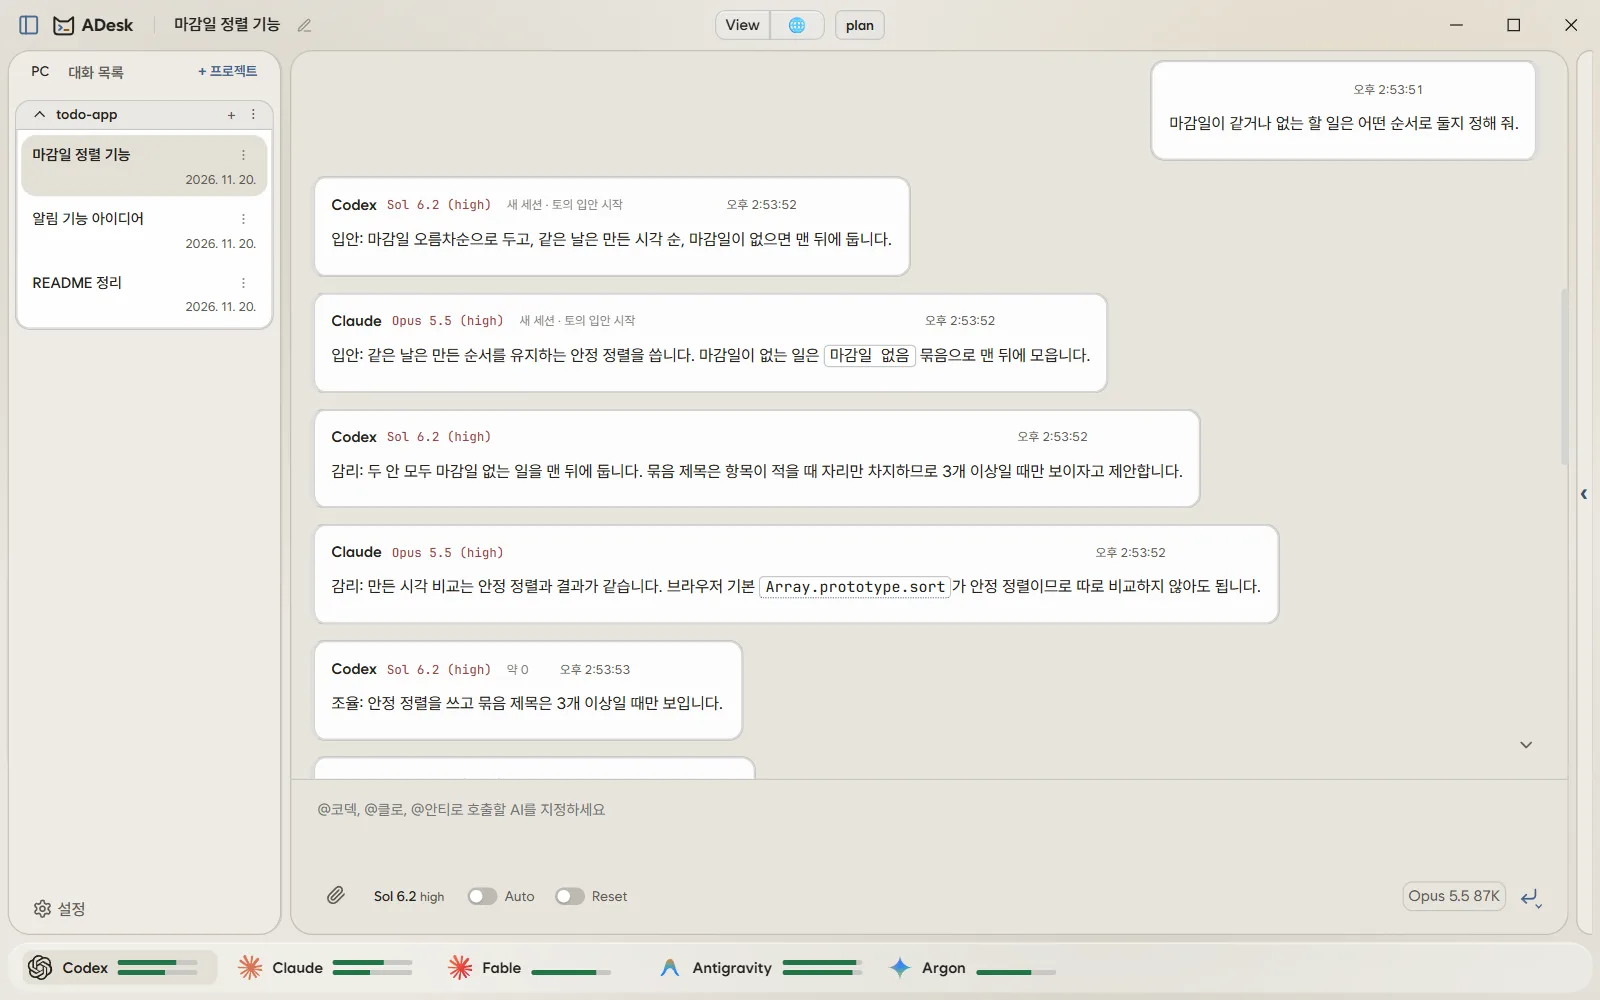 ADesk
마감일 정렬 기능
View
plan
PC
대화 목록
+ 프로젝트
todo-app
마감일 정렬 기능
2026. 11. 20.
알림 기능 아이디어
2026. 11. 20.
README 정리
2026. 11. 20.
설정
오후 2:53:51
마감일이 같거나 없는 할 일은 어떤 순서로 둘지 정해 줘.
Codex Sol 6.2 (high) 새 세션 · 토의 입안 시작 오후 2:53:52
입안: 마감일 오름차순으로 두고, 같은 날은 만든 시각 순, 마감일이 없으면 맨 뒤에 둡니다.
Claude Opus 5.5 (high) 새 세션 · 토의 입안 시작 오후 2:53:52
입안: 같은 날은 만든 순서를 유지하는 안정 정렬을 씁니다. 마감일이 없는 일은 마감일 없음 묶음으로 맨 뒤에 모읍니다.
Codex Sol 6.2 (high) 오후 2:53:52
감리: 두 안 모두 마감일 없는 일을 맨 뒤에 둡니다. 묶음 제목은 항목이 적을 때 자리만 차지하므로 3개 이상일 때만 보이자고 제안합니다.
Claude Opus 5.5 (high) 오후 2:53:52
감리: 만든 시각 비교는 안정 정렬과 결과가 같습니다. 브라우저 기본 Array.prototype.sort가 안정 정렬이므로 따로 비교하지 않아도 됩니다.
Codex Sol 6.2 (high) 약 0 오후 2:53:53
조율: 안정 정렬을 쓰고 묶음 제목은 3개 이상일 때만 보입니다.
@코덱, @클로, @안티로 호출할 AI를 지정하세요
Sol 6.2 high
Auto
Reset
Opus 5.5 87K
Codex
Claude
Fable
Antigravity
Argon